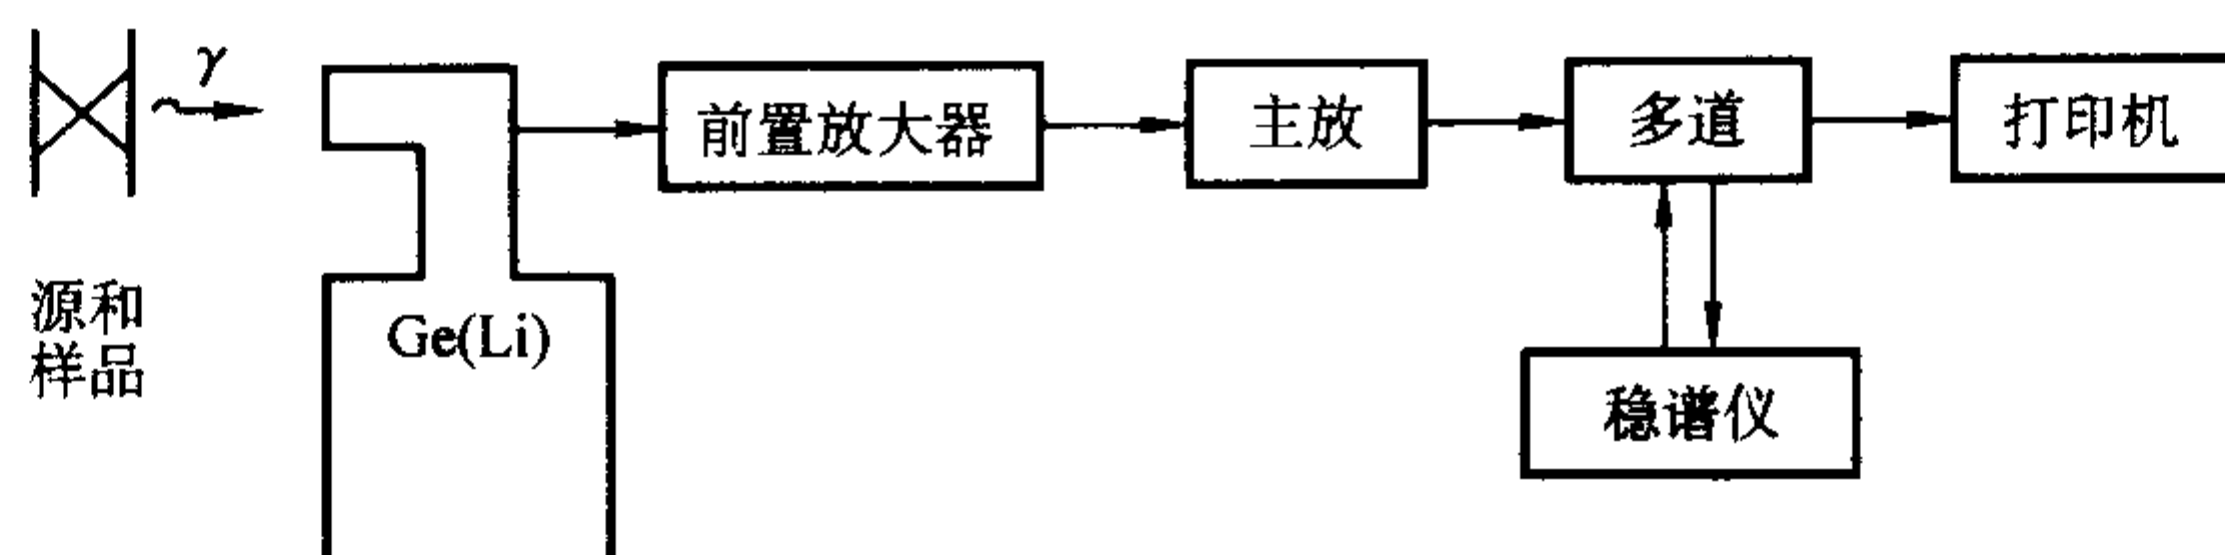 γ
前置放大器
主放
多道
打印机
源和
样品
Ge(Li)
稳谱仪